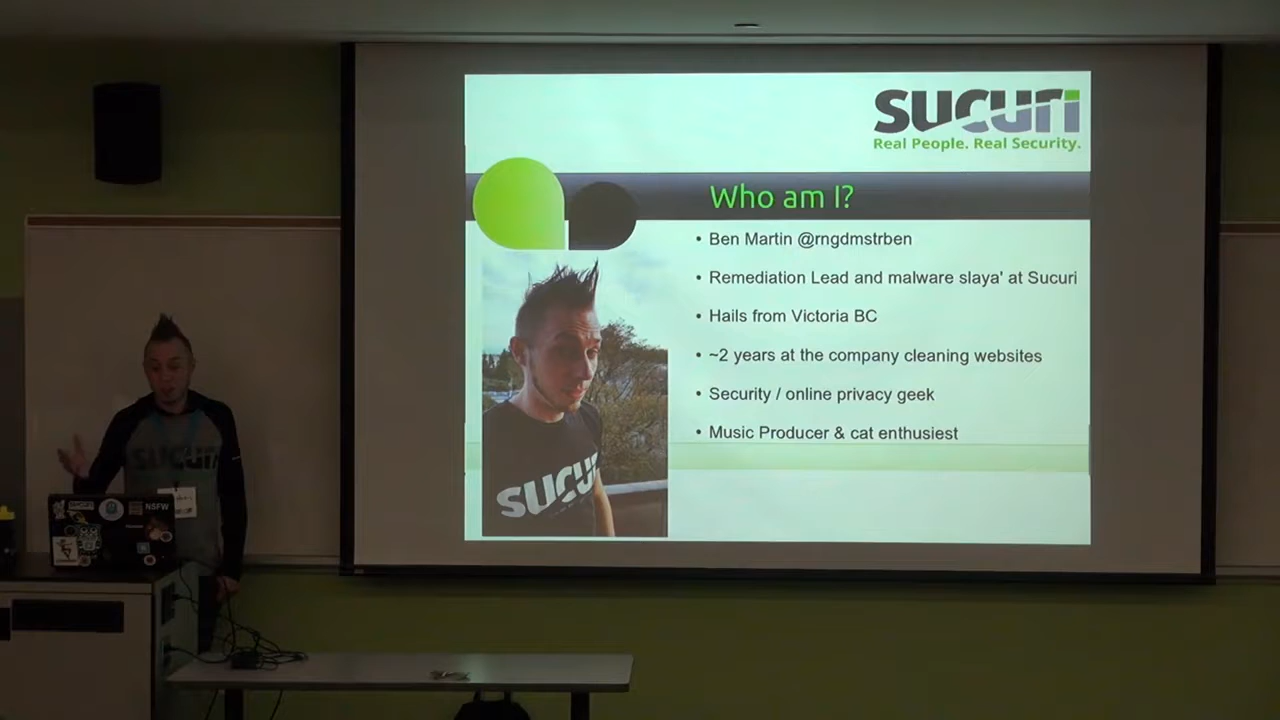 sucuri
Real People. Real Security.
Who am I?
• Ben Martin @rngdmstrben
• Remediation Lead and malware slaya' at Sucuri
• Hails from Victoria BC
• ~2 years at the company cleaning websites
• Security / online privacy geek
• Music Producer & cat enthusiest
SUCURI
SUCURI
NSFW